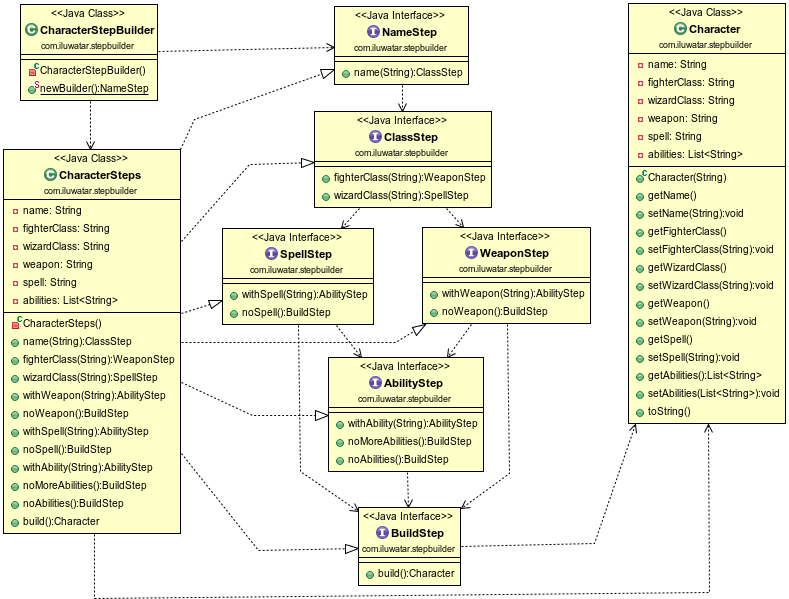 <<Java Class>>
CharacterStepBuilder
com.iluwatar.stepbuilder
CharacterStepBuilder()
newBuilder():NameStep
<<Java Interface>>
NameStep
com.iluwatar.stepbuilder
name(String):ClassStep
<<Java Class>>
Character
com.iluwatar.stepbuilder
name: String
fighterClass: String
wizardClass: String
weapon: String
spell: String
abilities: List<String>
Character(String)
getName()
setName(String):void
getFighterClass()
setFighterClass(String):void
getWizardClass()
setWizardClass(String):void
getWeapon()
setWeapon(String):void
getSpell()
setSpell(String):void
getAbilities():List<String>
setAbilities(List<String>):void
toString()
<<Java Interface>>
ClassStep
com.iluwatar.stepbuilder
fighterClass(String):WeaponStep
wizardClass(String):SpellStep
<<Java Class>>
CharacterSteps
com.iluwatar.stepbuilder
name: String
fighterClass: String
wizardClass: String
weapon: String
spell: String
abilities: List<String>
CharacterSteps()
name(String):ClassStep
fighterClass(String):WeaponStep
wizardClass(String):SpellStep
withWeapon(String):AbilityStep
noWeapon():BuildStep
withSpell(String):AbilityStep
noSpell():BuildStep
withAbility(String):AbilityStep
noMoreAbilities():BuildStep
noAbilities():BuildStep
build():Character
<<Java Interface>>
SpellStep
com.iluwatar.stepbuilder
withSpell(String):AbilityStep
noSpell():BuildStep
<<Java Interface>>
WeaponStep
com.iluwatar.stepbuilder
withWeapon(String):AbilityStep
noWeapon():BuildStep
<<Java Interface>>
AbilityStep
com.iluwatar.stepbuilder
withAbility(String):AbilityStep
noMoreAbilities():BuildStep
noAbilities():BuildStep
<<Java Interface>>
BuildStep
com.iluwatar.stepbuilder
build():Character